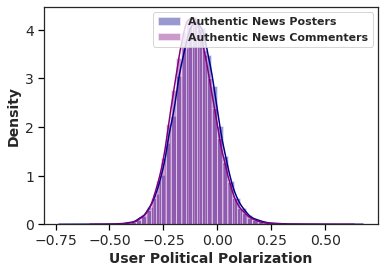 Authentic News Posters
Authentic News Commenters
Density
4
3
2
1
0
−0.75 −0.50 −0.25 0.00 0.25 0.50
User Political Polarization